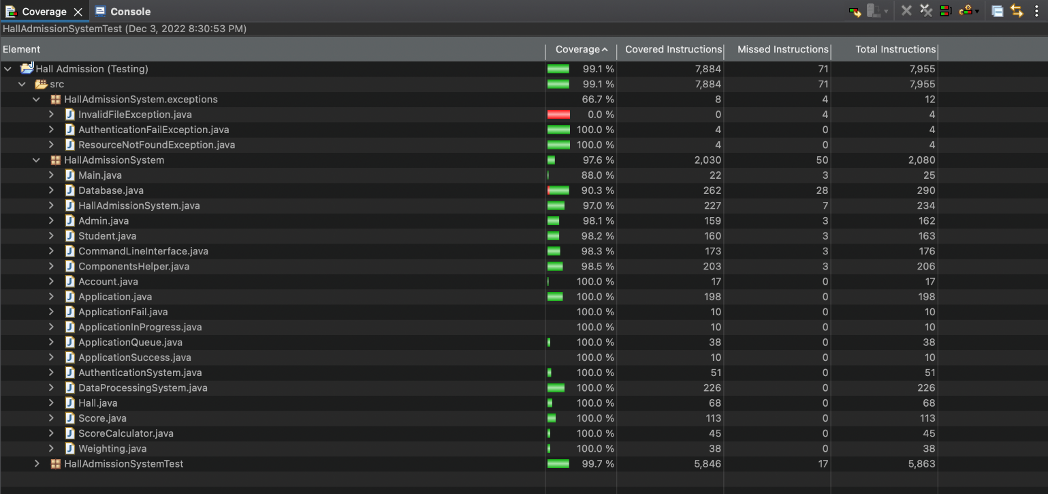 Coverage Console
HallAdmissionSystemTest (Dec 3, 2022 8:30:53 PM)
Element Coverage Covered Instructions Missed Instructions Total Instructions
Hall Admission (Testing) 99.1 % 7,884 71 7,955
src 99.1 % 7,884 71 7,955
HallAdmissionSystem.exceptions 66.7 % 8 4 12
InvalidFileException.java 0.0 % 0 4 4
AuthenticationFailException.java 100.0 % 4 0 4
ResourceNotFoundException.java 100.0 % 4 0 4
HallAdmissionSystem 97.6 % 2,030 50 2,080
Main.java 88.0 % 22 3 25
Database.java 90.3 % 262 28 290
HallAdmissionSystem.java 97.0 % 227 7 234
Admin.java 98.1 % 159 3 162
Student.java 98.2 % 160 3 163
CommandLineInterface.java 98.3 % 173 3 176
ComponentsHelper.java 98.5 % 203 3 206
Account.java 100.0 % 17 0 17
Application.java 100.0 % 198 0 198
ApplicationFail.java 100.0 % 10 0 10
ApplicationInProgress.java 100.0 % 10 0 10
ApplicationQueue.java 100.0 % 38 0 38
ApplicationSuccess.java 100.0 % 10 0 10
AuthenticationSystem.java 100.0 % 51 0 51
DataProcessingSystem.java 100.0 % 226 0 226
Hall.java 100.0 % 68 0 68
Score.java 100.0 % 113 0 113
ScoreCalculator.java 100.0 % 45 0 45
Weighting.java 100.0 % 38 0 38
HallAdmissionSystemTest 99.7 % 5,846 17 5,863